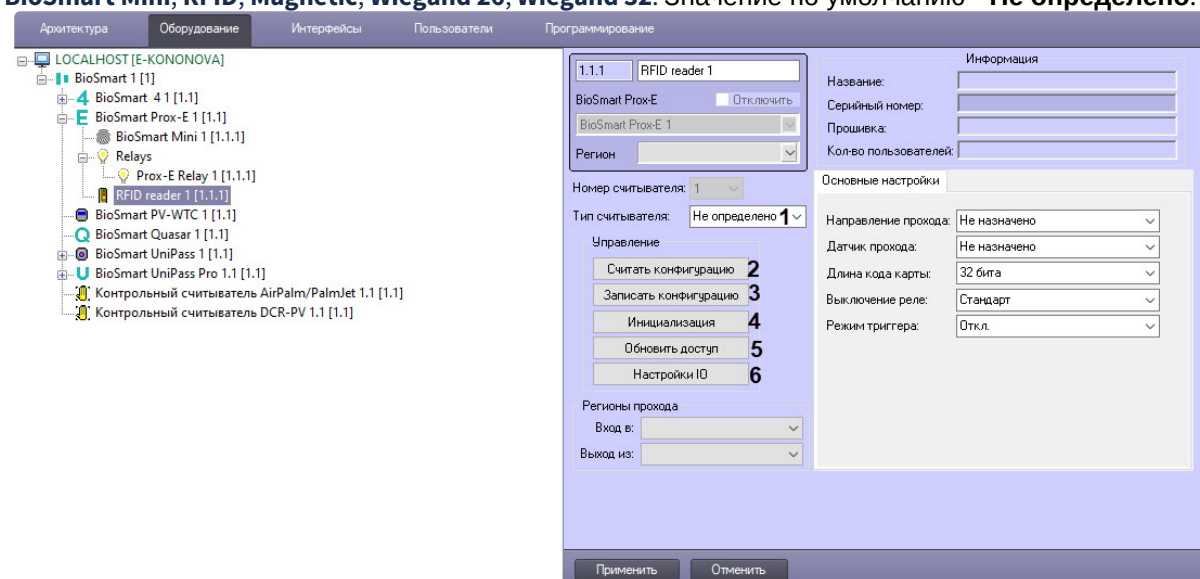 BioSmart Mini, RFID, Magnetic, Wiegand 26, Wiegand 32. Значение по умолчанию - Не определено.
Архитектура Оборудование Интерфейсы Пользователи Программирование
LOCALHOST [E-KONONOVA]
BioSmart 1 [1]
BioSmart 4 1 [1.1]
BioSmart Prox-E 1 [1.1]
BioSmart Mini 1 [1.1.1]
Relays
Prox-E Relay 1 [1.1.1]
RFID reader 1 [1.1.1]
BioSmart PV-WTC 1 [1.1]
BioSmart Quasar 1 [1.1]
BioSmart UniPass 1 [1.1]
BioSmart UniPass Pro 1.1 [1.1]
Контрольный считыватель AirPalm/PalmJet 1.1 [1.1]
Контрольный считыватель DCR-PV 1.1 [1.1]
1.1.1 RFID reader 1
BioSmart Prox-E Отключить
BioSmart Prox-E 1
Регион
Номер считывателя: 1
Тип считывателя: Не определено 1
Управление
Считать конфигурацию 2
Записать конфигурацию 3
Инициализация 4
Обновить доступ 5
Настройки IO 6
Регионы прохода
Вход в:
Выход из:
Информация
Название:
Серийный номер:
Прошивка:
Кол-во пользователей:
Основные настройки
Направление прохода: Не назначено
Датчик прохода: Не назначено
Длина кода карты: 32 бита
Выключение реле: Стандарт
Режим триггера: Откл.
Применить Отменить